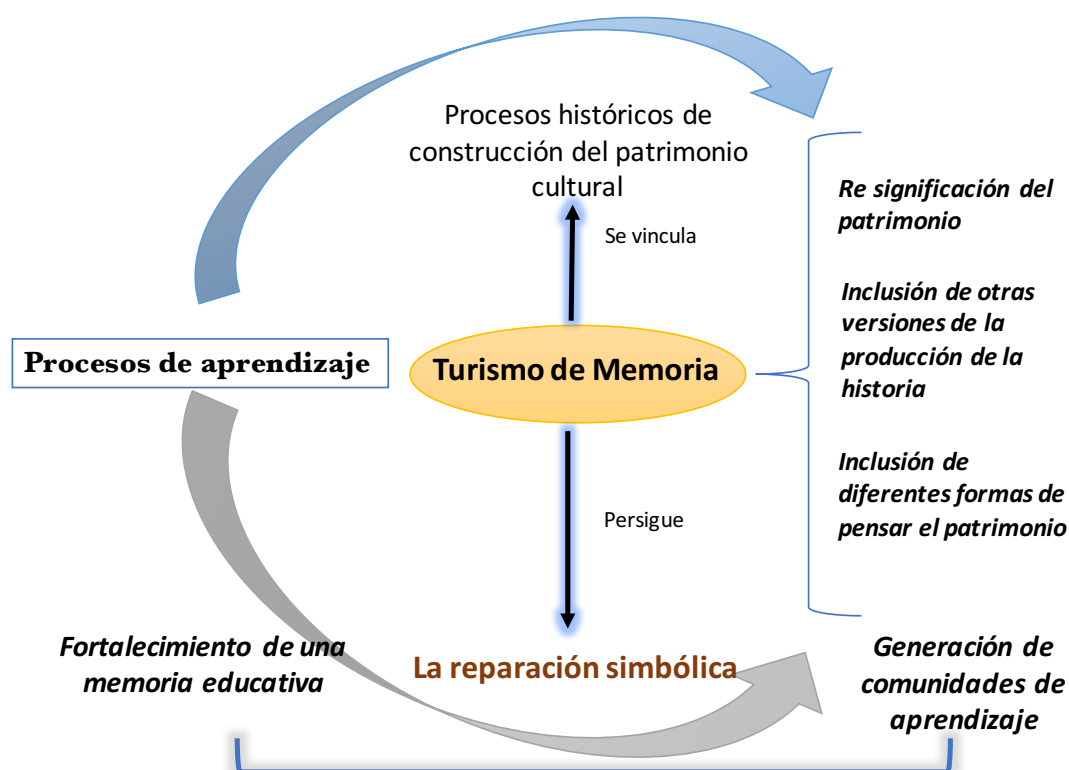 Procesos históricos de
construcción del patrimonio
cultural
Se vincula
Procesos de aprendizaje
Turismo de Memoria
Persigue
La reparación simbólica
Re significación del
patrimonio
Inclusión de otras
versiones de la
producción de la
historia
Inclusión de
diferentes formas de
pensar el patrimonio
Fortalecimiento de una
memoria educativa
Generación de
comunidades de
aprendizaje